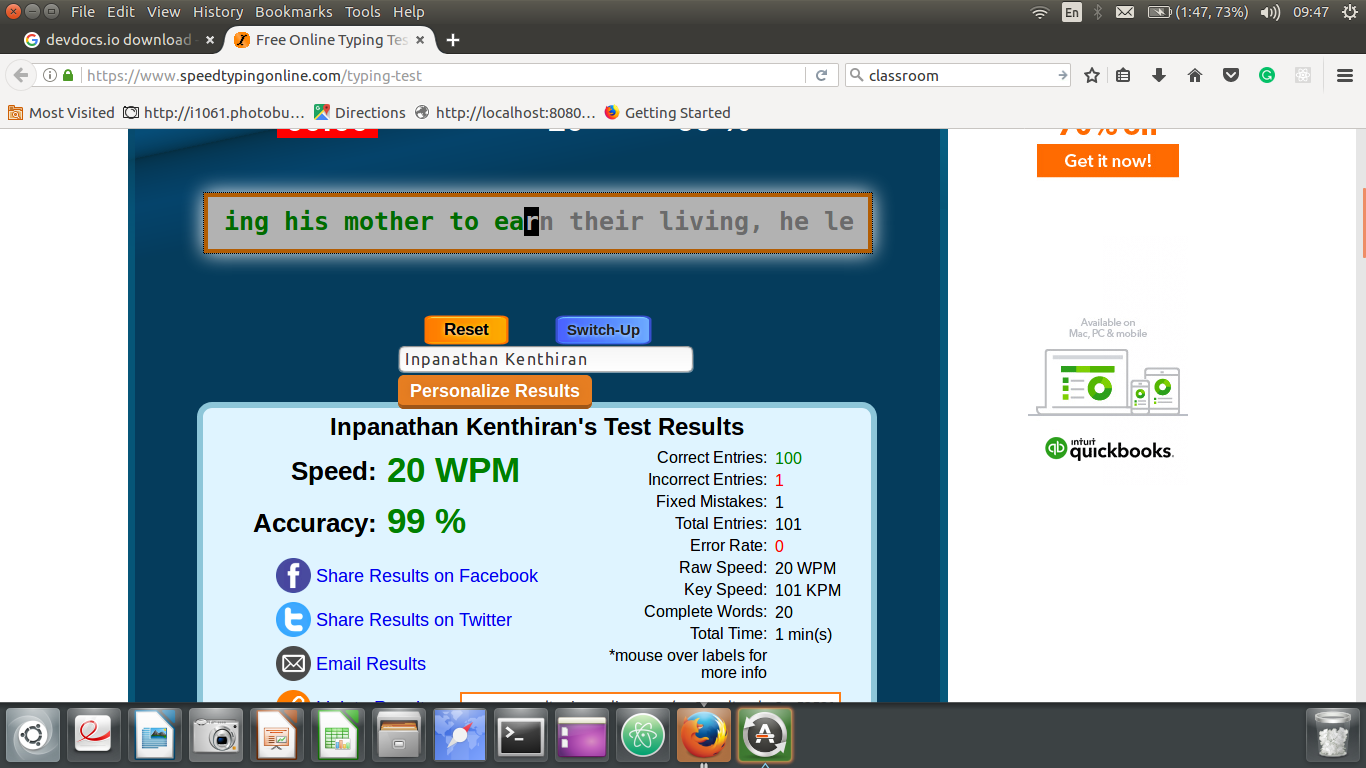 File Edit View History Bookmarks Tools Help
En (1:47, 73%) 09:47
devdocs.io download × Free Online Typing Tes × +
https://www.speedtypingonline.com/typing-test
classroom
Most Visited http://i1061.photobu… Directions http://localhost:8080… Getting Started
Get it now!
ing his mother to earn their living, he le
Reset Switch-Up
Available on
Mac, PC & mobile
Inpanathan Kenthiran
Personalize Results
intuit
quickbooks.
Inpanathan Kenthiran's Test Results
Speed: 20 WPM
Accuracy: 99 %
Correct Entries: 100
Incorrect Entries: 1
Fixed Mistakes: 1
Total Entries: 101
Error Rate: 0
Raw Speed: 20 WPM
Key Speed: 101 KPM
Complete Words: 20
Total Time: 1 min(s)
*mouse over labels for
more info
Share Results on Facebook
Share Results on Twitter
Email Results